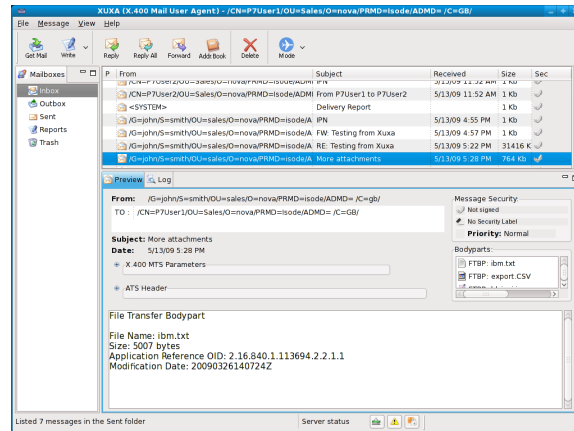 XUXA (X.400 Mail User Agent) - /CN=P7User1/OU=Sales/O=nova/PRMD=Isode/ADMD= /C=GB/
File Message View Help
Get Mail Write Reply Reply All Forward Addr.Book Delete Mode
Mailboxes
Inbox
Outbox
Sent
Reports
Trash
P From Subject Received Size Sec
/CN=P7User2/OU=Sales/O=nova/PRMD=Isode/ADMI IPN 5/13/09 11:52 AM 1 Kb
/CN=P7User2/OU=Sales/O=nova/PRMD=Isode/ADMI From P7User1 to P7User2 5/13/09 11:52 AM 1 Kb
<SYSTEM> Delivery Report 1 Kb
/G=john/S=smith/OU=sales/O=nova/PRMD=isode/A IPN 5/13/09 4:55 PM 1 Kb
/G=john/S=smith/OU=sales/O=nova/PRMD=isode/A FW: Testing from Xuxa 5/13/09 4:57 PM 1 Kb
/G=john/S=smith/OU=sales/O=nova/PRMD=isode/A RE: Testing from Xuxa 5/13/09 5:22 PM 31416 K
/G=john/S=smith/OU=sales/O=nova/PRMD=isode/A More attachments 5/13/09 5:28 PM 764 Kb
Preview Log
From: /G=john/S=smith/OU=sales/O=nova/PRMD=isode/ADMD= /C=gb/
TO : /CN=P7User1/OU=Sales/O=nova/PRMD=Isode/ADMD= /C=GB/
Subject: More attachments
Date: 5/13/09 5:28 PM
X.400 MTS Parameters
ATS Header
Message Security:
Not signed
No Security Label
Priority: Normal
Bodyparts:
FTBP: ibm.txt
FTBP: export.CSV
File Transfer Bodypart
File Name: ibm.txt
Size: 5007 bytes
Application Reference OID: 2.16.840.1.113694.2.2.1.1
Modification Date: 20090326140724Z
Listed 7 messages in the Sent folder Server status